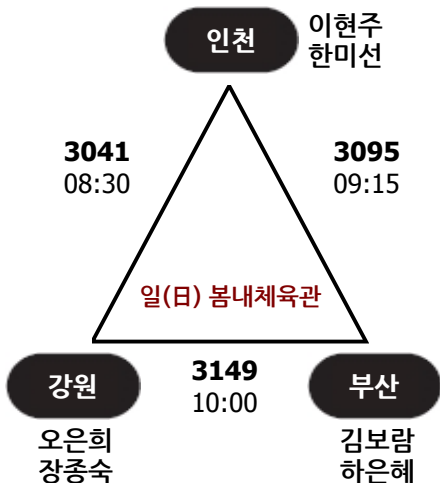 인천
이현주
한미선
3041
08:30
3095
09:15
일(日) 봄내체육관
강원
3149
10:00
부산
오은희
장종숙
김보람
하은혜